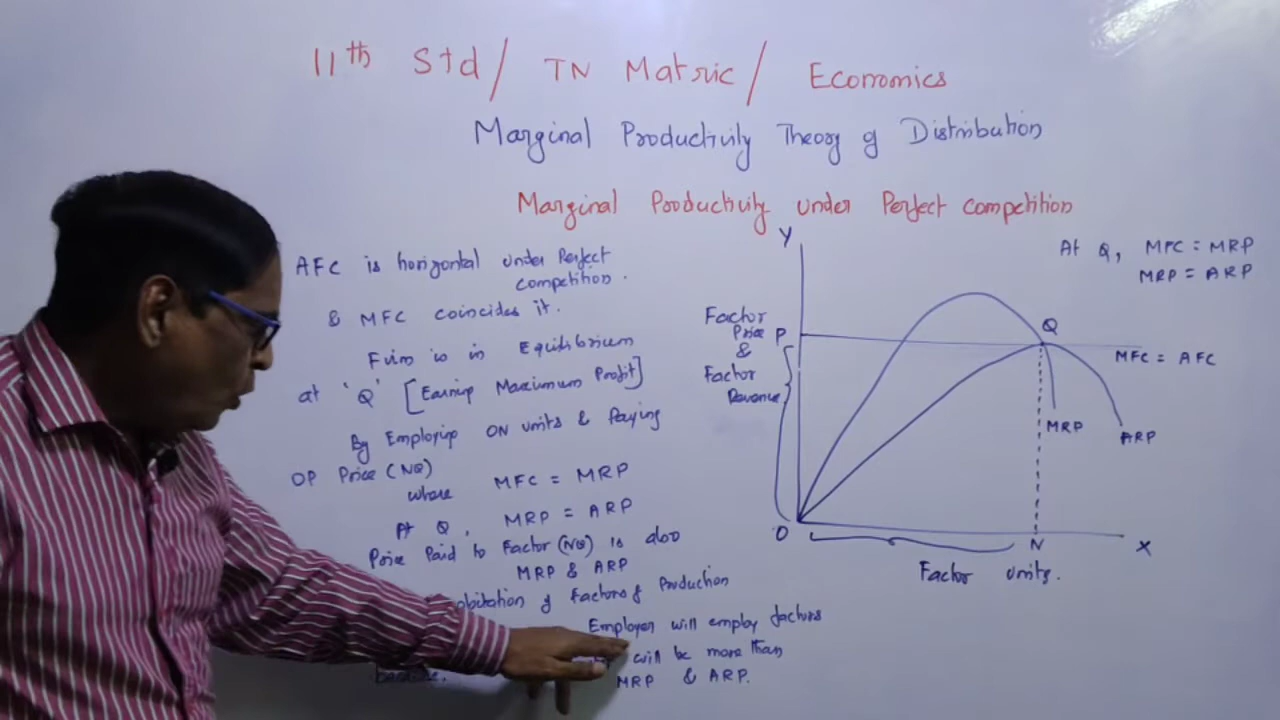 11th Std / TN Matric / Economics
Marginal Productivity Theory of Distribution
Marginal Productivity under Perfect Competition
AFC is horizontal under Perfect
competition.
& MFC coincides it.
Firm is in Equilibrium
at 'Q' [Earning Maximum Profit]
By Employing ON units & Paying
OP Price (NQ)
where MFC = MRP
At Q, MRP = ARP
Price Paid to Factor (NQ) is also
MRP & ARP
of Factors of Production
Employer will employ factors
will be more than
MRP & ARP.
Y
At Q, MFC = MRP
MRP = ARP
Factor
Price P
&
Factor
Revenue
Q
MFC = AFC
MRP
ARP
O
N
X
Factor units.